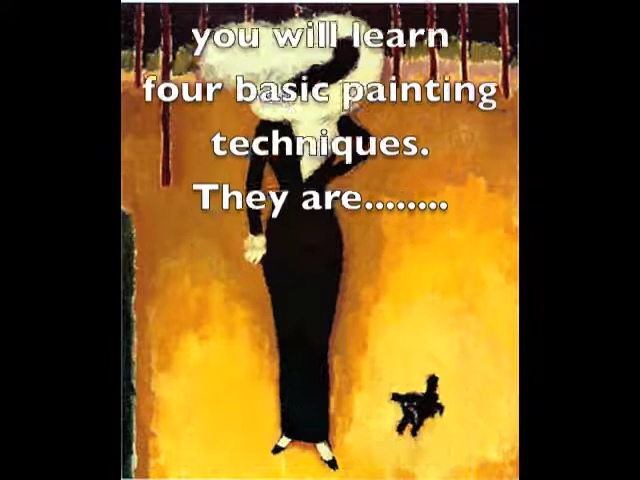 you will learn
four basic painting
techniques.
They are........